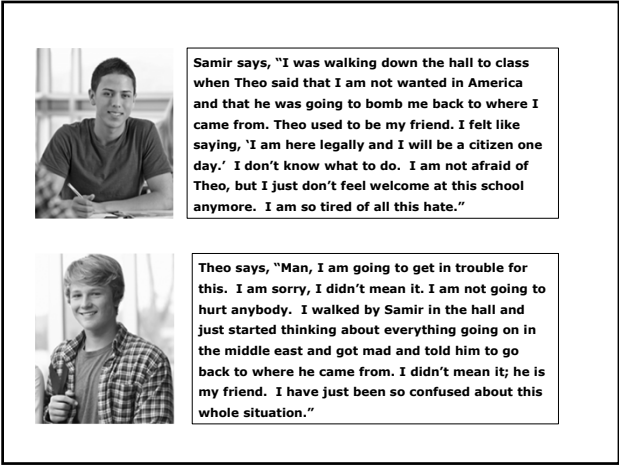 Samir says, “I was walking down the hall to class
when Theo said that I am not wanted in America
and that he was going to bomb me back to where I
came from. Theo used to be my friend. I felt like
saying, ‘I am here legally and I will be a citizen one
day.’  I don’t know what to do.  I am not afraid of
Theo, but I just don’t feel welcome at this school
anymore.  I am so tired of all this hate.”
Theo says, “Man, I am going to get in trouble for
this.  I am sorry, I didn’t mean it. I am not going to
hurt anybody.  I walked by Samir in the hall and
just started thinking about everything going on in
the middle east and got mad and told him to go
back to where he came from. I didn’t mean it; he is
my friend.  I have just been so confused about this
whole situation.”